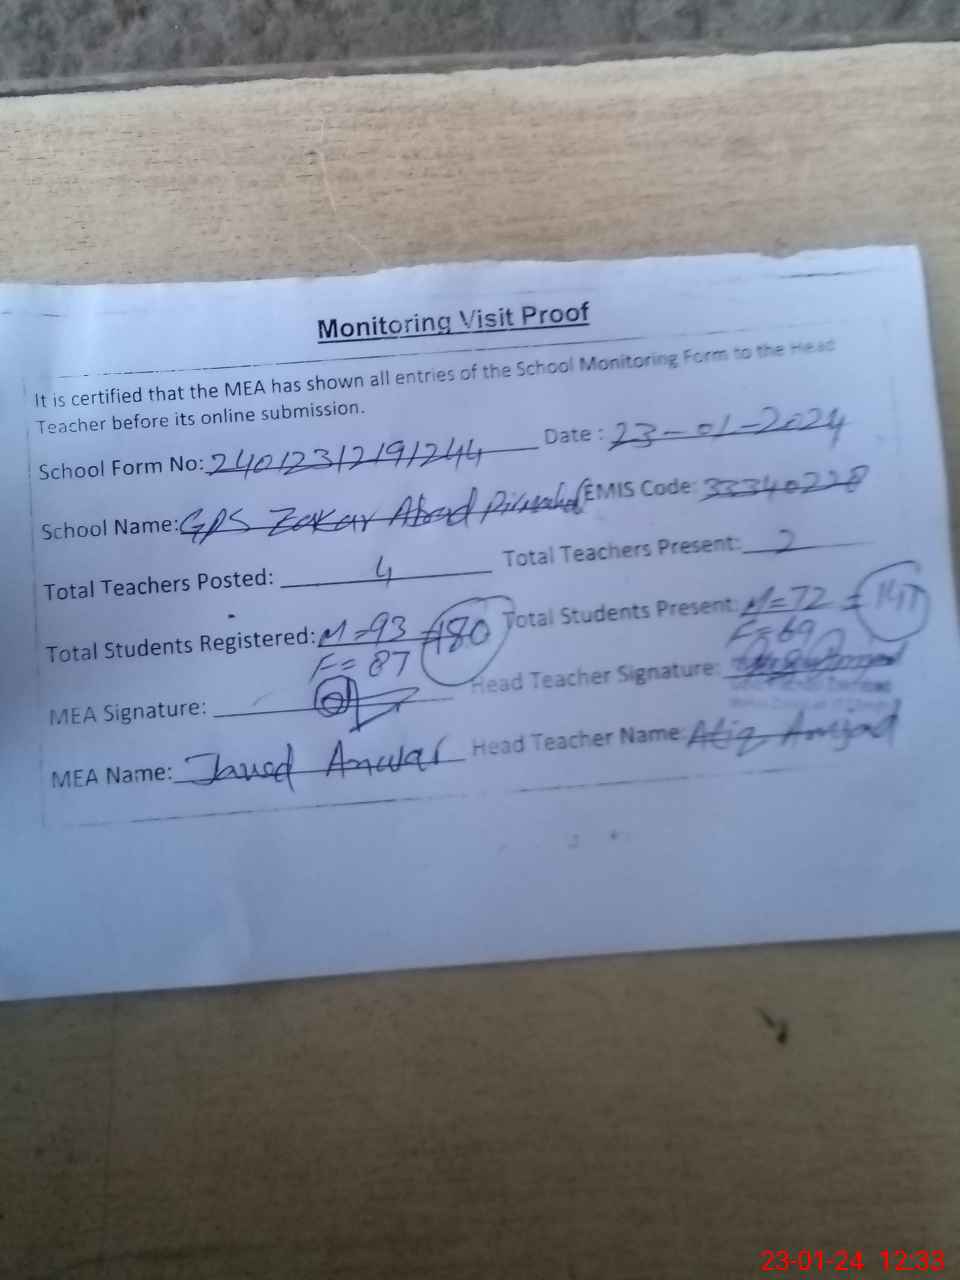 Monitoring Visit Proof
It is certified that the MEA has shown all entries of the School Monitoring Form to the Head
Teacher before its online submission.
School Form No: 24012312191244 Date : 23-01-2024
School Name: GPS Zakar Abad EMIS Code: 33340228
Total Teachers Posted: 4 Total Teachers Present: 2
Total Students Registered: M=93 =180 Total Students Present: M=72 = 141
F=87 F=69
MEA Signature: Head Teacher Signature:
MEA Name: Javed Anwar Head Teacher Name: Atiq Amjad
23-01-24 12:33